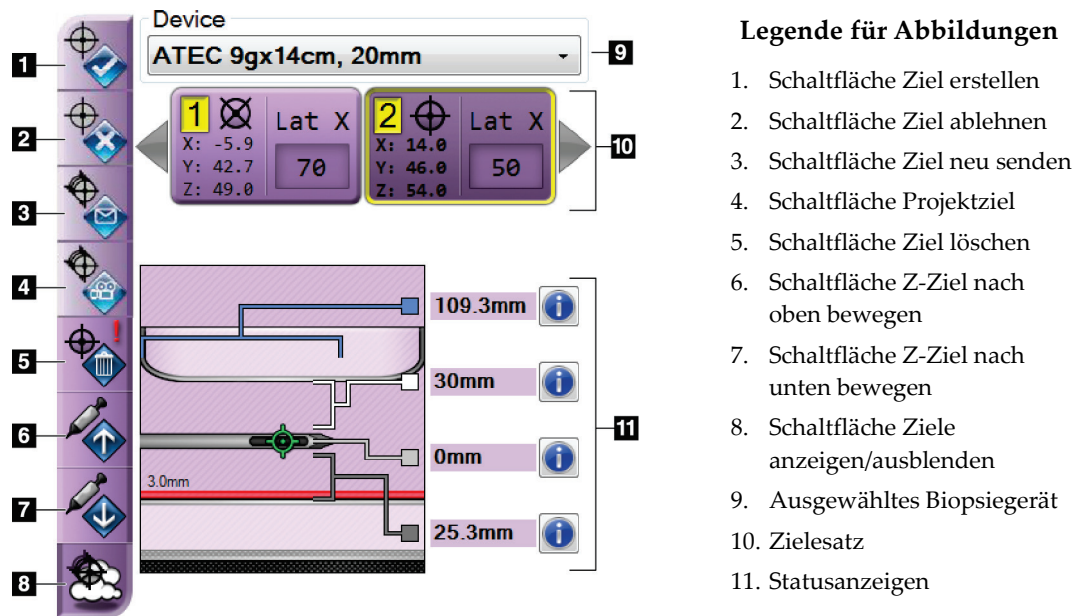 Device
ATEC 9gx14cm, 20mm
1
2
3
4
5
6
7
8
9
10
11
1
X: -5.9
Y: 42.7
Z: 49.0
Lat X
70
2
X: 14.0
Y: 46.0
Z: 54.0
Lat X
50
109.3mm
30mm
0mm
3.0mm
25.3mm
!
Legende für Abbildungen
1. Schaltfläche Ziel erstellen
2. Schaltfläche Ziel ablehnen
3. Schaltfläche Ziel neu senden
4. Schaltfläche Projektziel
5. Schaltfläche Ziel löschen
6. Schaltfläche Z-Ziel nach
oben bewegen
7. Schaltfläche Z-Ziel nach
unten bewegen
8. Schaltfläche Ziele
anzeigen/ausblenden
9. Ausgewähltes Biopsiegerät
10. Zielesatz
11. Statusanzeigen